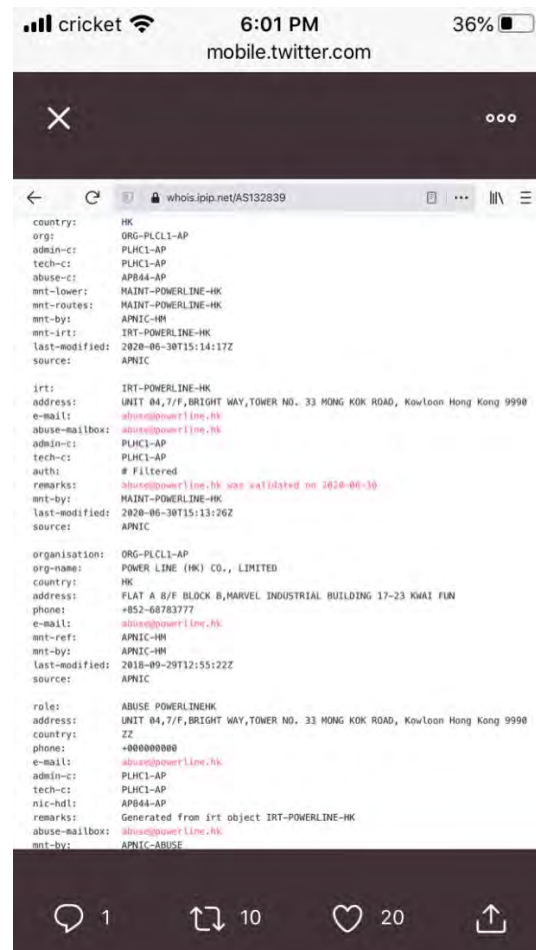 cricket 6:01 PM 36%
mobile.twitter.com
whois.ipip.net/AS132839
country: HK
org: ORG-PLCL1-AP
admin-c: PLHC1-AP
tech-c: PLHC1-AP
abuse-c: AP844-AP
mnt-lower: MAINT-POWERLINE-HK
mnt-routes: MAINT-POWERLINE-HK
mnt-by: APNIC-HM
mnt-irt: IRT-POWERLINE-HK
last-modified: 2020-06-30T15:14:17Z
source: APNIC
irt: IRT-POWERLINE-HK
address: UNIT 04,7/F,BRIGHT WAY,TOWER NO. 33 MONG KOK ROAD, Kowloon Hong Kong 9990
e-mail: abuse@powerline.hk
abuse-mailbox: abuse@powerline.hk
admin-c: PLHC1-AP
tech-c: PLHC1-AP
auth: # Filtered
remarks: abuse@powerline.hk was validated on 2020-06-30
mnt-by: MAINT-POWERLINE-HK
last-modified: 2020-06-30T15:13:26Z
source: APNIC
organisation: ORG-PLCL1-AP
org-name: POWER LINE (HK) CO., LIMITED
country: HK
address: FLAT A 8/F BLOCK B,MARVEL INDUSTRIAL BUILDING 17-23 KWAI FUN
phone: +852-68783777
e-mail: abuse@powerline.hk
mnt-ref: APNIC-HM
mnt-by: APNIC-HM
last-modified: 2018-09-29T12:55:22Z
source: APNIC
role: ABUSE POWERLINEHK
address: UNIT 04,7/F,BRIGHT WAY,TOWER NO. 33 MONG KOK ROAD, Kowloon Hong Kong 9990
country: ZZ
phone: +000000000
e-mail: abuse@powerline.hk
admin-c: PLHC1-AP
tech-c: PLHC1-AP
nic-hdl: AP844-AP
remarks: Generated from irt object IRT-POWERLINE-HK
abuse-mailbox: abuse@powerline.hk
mnt-by: APNIC-ABUSE
1 10 20